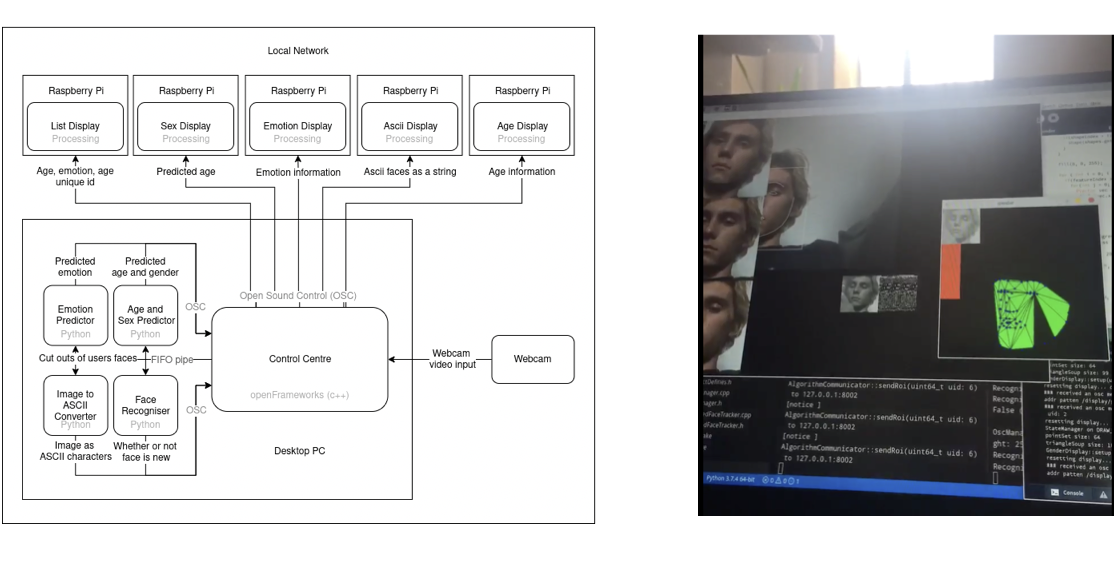 Local Network
Raspberry Pi
Raspberry Pi
Raspberry Pi
Raspberry Pi
Raspberry Pi
List Display
Processing
Sex Display
Processing
Emotion Display
Processing
Ascii Display
Processing
Age Display
Processing
Age, emotion, age
unique id
Predicted age
Emotion information
Ascii faces as a string
Age information
Predicted
emotion
Predicted
age and gender
Emotion
Predictor
Python
Age and
Sex Predictor
Python
OSC
Open Sound Control (OSC)
Cut outs of users faces
FIFO pipe
Control Centre
openFrameworks (c++)
Webcam
video input
Webcam
Image to
ASCII
Converter
Python
Face
Recogniser
Python
OSC
Image as
ASCII characters
Whether or not
face is new
Desktop PC
AlgorithmCommunicator::sendRoi(uint64_t uid: 6)
to 127.0.0.1:8002
[notice ]
AlgorithmCommunicator::sendRoi(uint64_t uid: 6)
to 127.0.0.1:8002
[notice ]
AlgorithmCommunicator::sendRoi(uint64_t uid: 6)
to 127.0.0.1:8002
Recogni
False (
OscMan
ght: 25
Recogn
Recogni
resetting display...
### received an osc
addr patten /display
### received an osc
uid: 2
resetting display...
StateManager on DRAW
pointSet size: 64
triangleSoup size:
GenderDisplay::setup
resetting display...
### received an osc
addr patten /display
Python 3.7.4 64-bit
0 0 1
Console